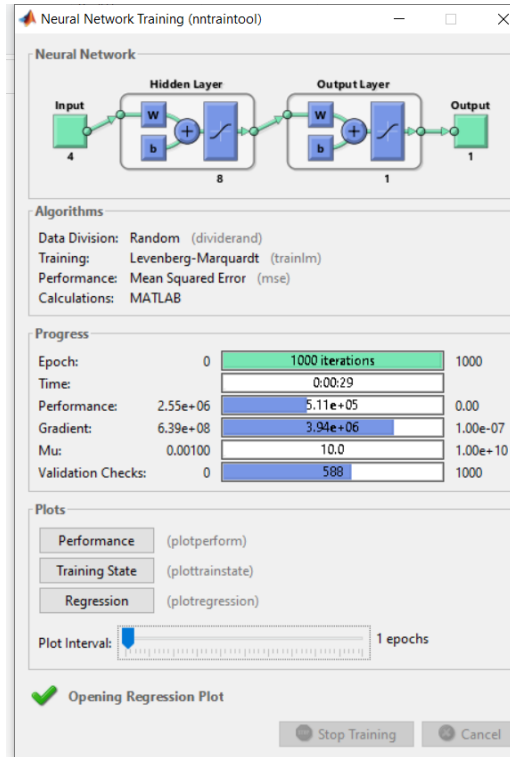 Neural Network Training (nntraintool)
Neural Network
Hidden Layer
Output Layer
Input
Output
W
W
b
b
4
1
8
1
Algorithms
Data Division: Random (dividerand)
Training: Levenberg-Marquardt (trainlm)
Performance: Mean Squared Error (mse)
Calculations: MATLAB
Progress
Epoch: 0 1000 iterations 1000
Time: 0:00:29
Performance: 2.55e+06 5.11e+05 0.00
Gradient: 6.39e+08 3.94e+06 1.00e-07
Mu: 0.00100 10.0 1.00e+10
Validation Checks: 0 588 1000
Plots
Performance (plotperform)
Training State (plottrainstate)
Regression (plotregression)
Plot Interval: 1 epochs
Opening Regression Plot
Stop Training Cancel